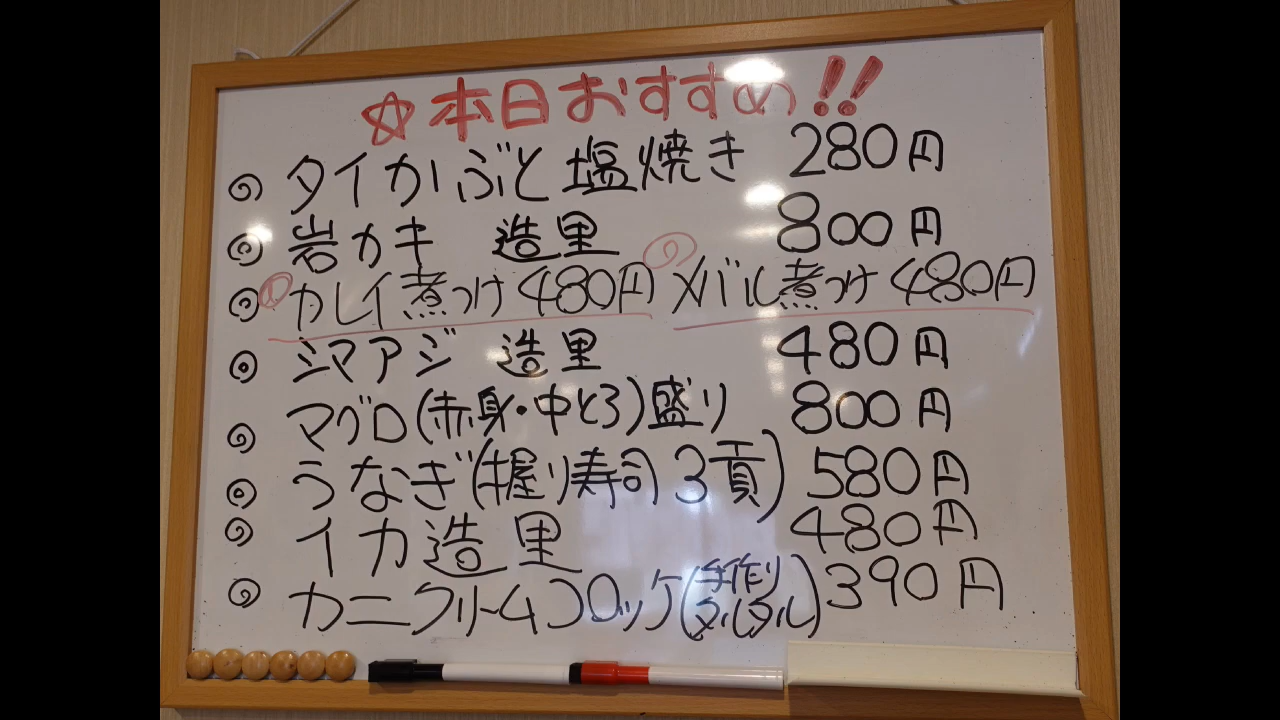 ☆本日おすすめ!!
◎ タイかぶと塩焼き 280円
◎ 岩カキ 造里 800円
◎ ①カレイ煮つけ 480円 ②メバル煮つけ 480円
◎ シマアジ 造里 480円
◎ マグロ(赤身・中とろ)盛り 800円
◎ うなぎ(握り寿司 3貢) 580円
◎ イカ造里 480円
◎ カニクリームコロッケ(手作りタルタル) 390円